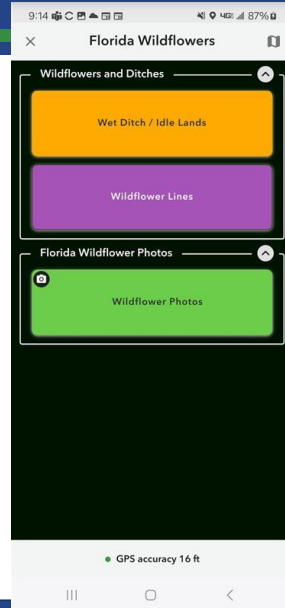 9:14
4G 87%
Florida Wildflowers
Wildflowers and Ditches
Wet Ditch / Idle Lands
Wildflower Lines
Florida Wildflower Photos
Wildflower Photos
GPS accuracy 16 ft